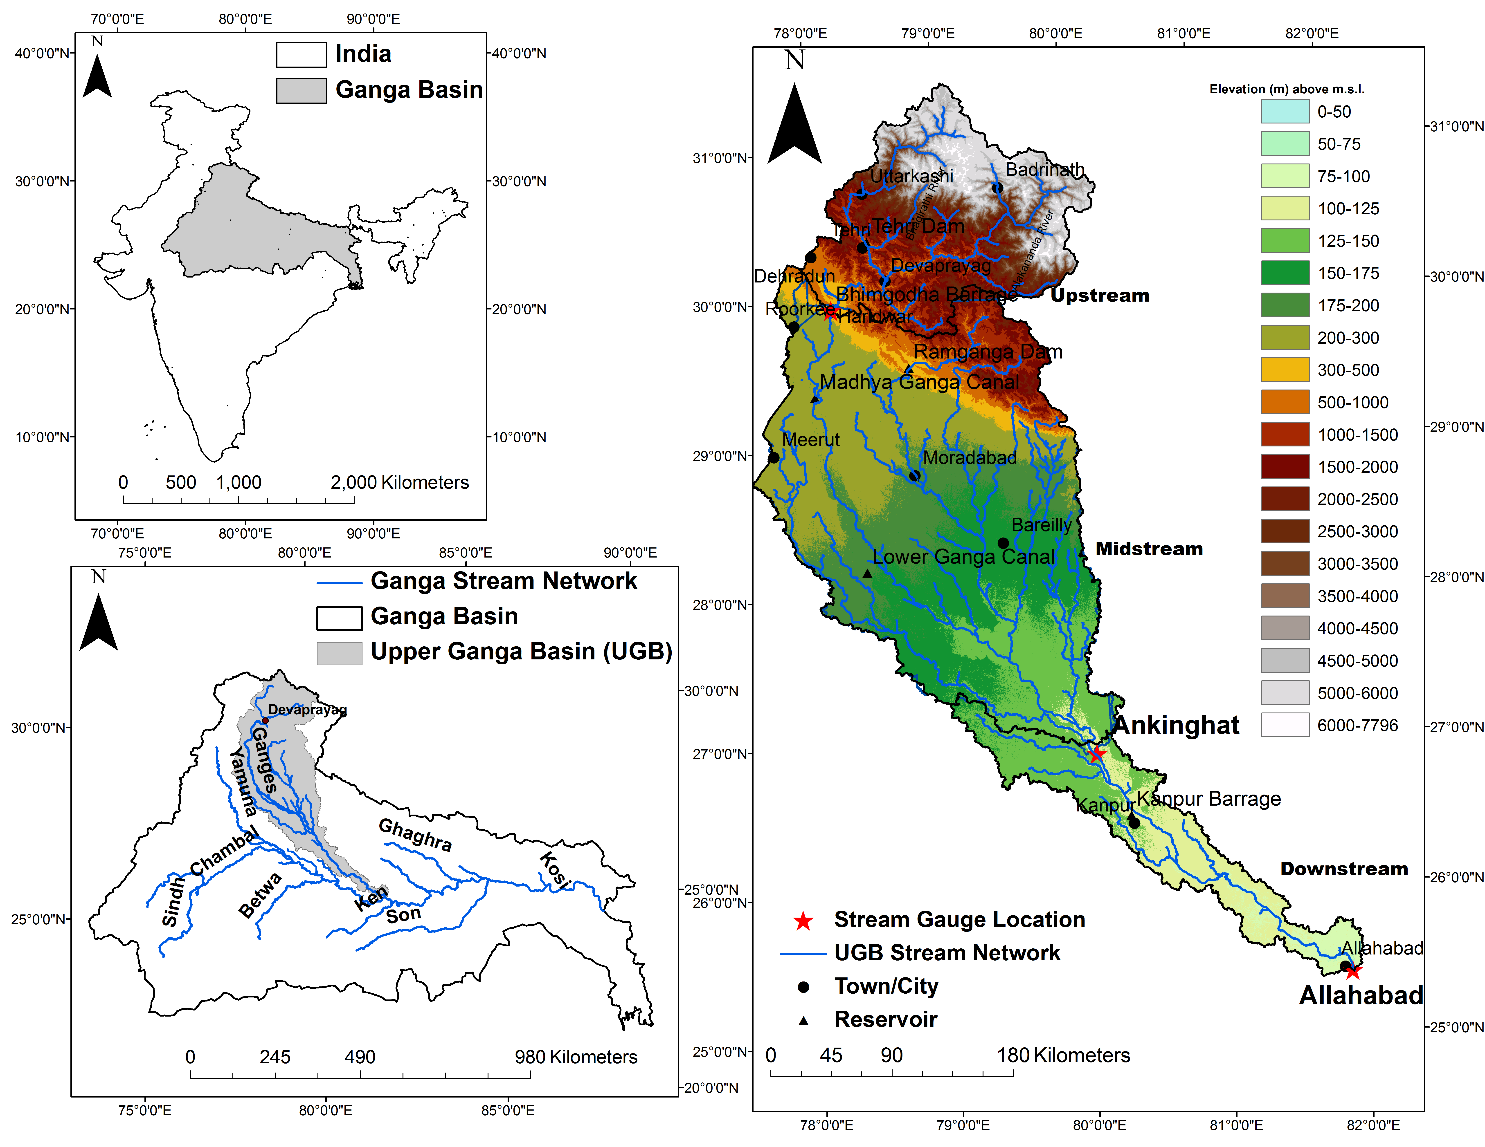 70°0'0"E 80°0'0"E 90°0'0"E
N
India
Ganga Basin
40°0'0"N
40°0'0"N
30°0'0"N
30°0'0"N
20°0'0"N
20°0'0"N
10°0'0"N
10°0'0"N
0 500 1,000 2,000 Kilometers
70°0'0"E 80°0'0"E 90°0'0"E
75°0'0"E 80°0'0"E 85°0'0"E 90°0'0"E
N
Ganga Stream Network
Ganga Basin
Upper Ganga Basin (UGB)
30°0'0"N
30°0'0"N
Devaprayag
Ganges
Yamuna
Chambal
Sindh
Betwa
Ken
Son
Ghaghra
Kosi
25°0'0"N
25°0'0"N
20°0'0"N
0 245 490 980 Kilometers
75°0'0"E 80°0'0"E 85°0'0"E
78°0'0"E 79°0'0"E 80°0'0"E 81°0'0"E 82°0'0"E
N
Elevation (m) above m.s.l.
0-50
50-75
75-100
100-125
125-150
150-175
175-200
200-300
300-500
500-1000
1000-1500
1500-2000
2000-2500
2500-3000
3000-3500
3500-4000
4000-4500
4500-5000
5000-6000
6000-7796
31°0'0"N
31°0'0"N
30°0'0"N
30°0'0"N
29°0'0"N
29°0'0"N
28°0'0"N
28°0'0"N
27°0'0"N
27°0'0"N
26°0'0"N
26°0'0"N
25°0'0"N
25°0'0"N
Uttarkashi
Badrinath
Bhagirathi River
Alaknanda River
Tehri
Tehri Dam
Devaprayag
Dehradun
Bhimgodha Barrage
Upstream
Roorkee
Haridwar
Ramganga Dam
Madhya Ganga Canal
Meerut
Moradabad
Bareilly
Midstream
Lower Ganga Canal
Ankinghat
Kanpur
Kanpur Barrage
Downstream
Allahabad
Allahabad
Stream Gauge Location
UGB Stream Network
Town/City
Reservoir
0 45 90 180 Kilometers
78°0'0"E 79°0'0"E 80°0'0"E 81°0'0"E 82°0'0"E